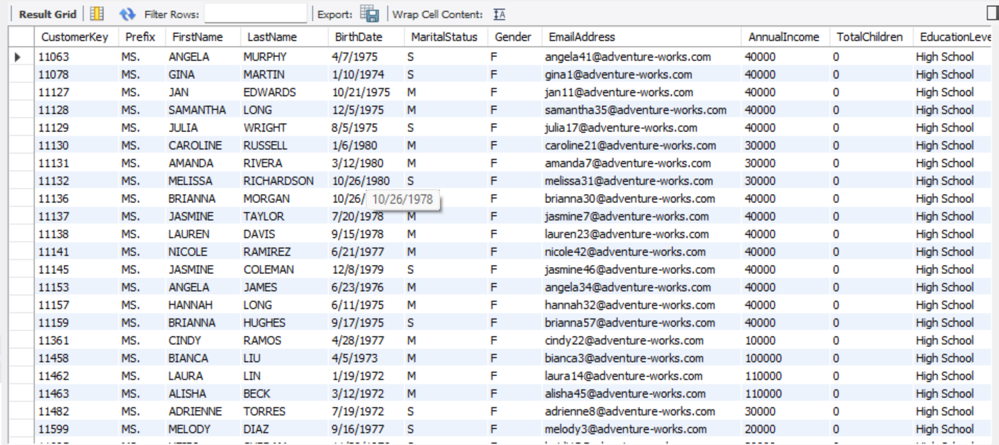 Result Grid Filter Rows: Export: Wrap Cell Content:
CustomerKey Prefix FirstName LastName BirthDate MaritalStatus Gender EmailAddress AnnualIncome TotalChildren EducationLeve
11063 MS. ANGELA MURPHY 4/7/1975 S F angela41@adventure-works.com 40000 0 High School
11078 MS. GINA MARTIN 1/10/1974 S F gina1@adventure-works.com 40000 0 High School
11127 MS. JAN EDWARDS 10/21/1975 M F jan11@adventure-works.com 40000 0 High School
11128 MS. SAMANTHA LONG 12/5/1975 M F samantha35@adventure-works.com 40000 0 High School
11129 MS. JULIA WRIGHT 8/5/1975 S F julia17@adventure-works.com 40000 0 High School
11130 MS. CAROLINE RUSSELL 1/6/1980 M F caroline21@adventure-works.com 30000 0 High School
11131 MS. AMANDA RIVERA 3/12/1980 M F amanda7@adventure-works.com 30000 0 High School
11132 MS. MELISSA RICHARDSON 10/26/1980 S F melissa31@adventure-works.com 30000 0 High School
11136 MS. BRIANNA MORGAN 10/26/ 10/26/1978 F brianna30@adventure-works.com 40000 0 High School
11137 MS. JASMINE TAYLOR 7/20/1978 M F jasmine7@adventure-works.com 40000 0 High School
11138 MS. LAUREN DAVIS 9/15/1978 M F lauren23@adventure-works.com 40000 0 High School
11141 MS. NICOLE RAMIREZ 6/21/1977 M F nicole42@adventure-works.com 40000 0 High School
11145 MS. JASMINE COLEMAN 12/8/1979 S F jasmine46@adventure-works.com 40000 0 High School
11153 MS. ANGELA JAMES 6/23/1976 M F angela34@adventure-works.com 40000 0 High School
11157 MS. HANNAH LONG 6/11/1975 M F hannah32@adventure-works.com 40000 0 High School
11159 MS. BRIANNA HUGHES 9/17/1975 S F brianna57@adventure-works.com 40000 0 High School
11361 MS. CINDY RAMOS 4/28/1977 M F cindy22@adventure-works.com 10000 0 High School
11458 MS. BIANCA LIU 4/5/1973 M F bianca3@adventure-works.com 100000 0 High School
11462 MS. LAURA LIN 1/19/1972 M F laura14@adventure-works.com 110000 0 High School
11463 MS. ALISHA BECK 3/12/1972 M F alisha45@adventure-works.com 110000 0 High School
11482 MS. ADRIENNE TORRES 7/19/1972 S F adrienne8@adventure-works.com 30000 0 High School
11599 MS. MELODY DIAZ 9/16/1977 S F melody3@adventure-works.com 20000 0 High School